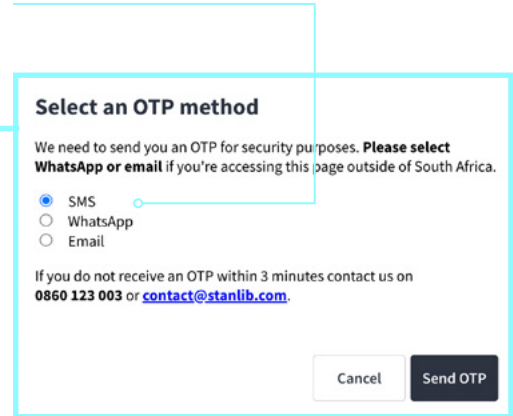 Select an OTP method
We need to send you an OTP for security purposes. Please select
WhatsApp or email if you're accessing this page outside of South Africa.
SMS
WhatsApp
Email
If you do not receive an OTP within 3 minutes contact us on
0860 123 003 or contact@stanlib.com.
Cancel Send OTP